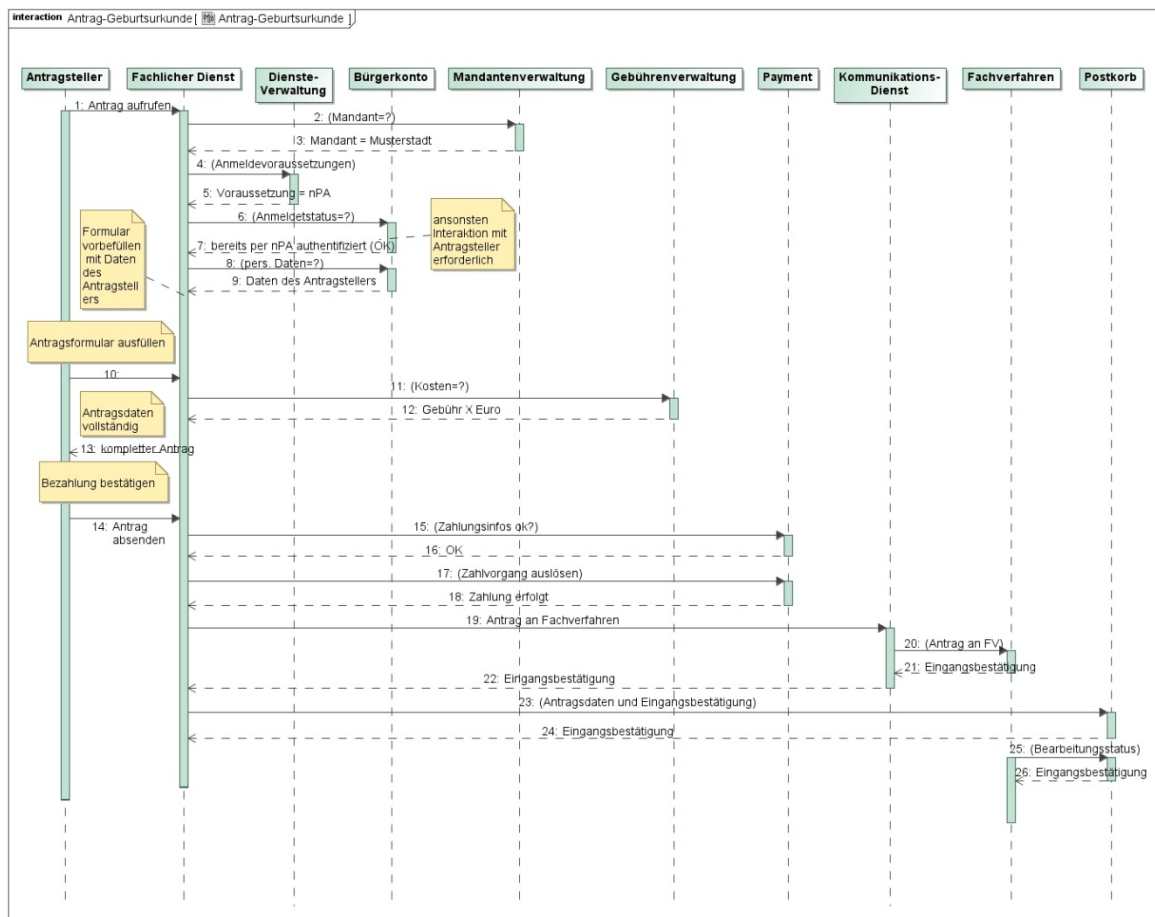 interaction Antrag-Geburtsurkunde[ Antrag-Geburtsurkunde ]
Antragsteller
Fachlicher Dienst
Dienste-
Verwaltung
Bürgerkonto
Mandantenverwaltung
Gebührenverwaltung
Payment
Kommunikations-
Dienst
Fachverfahren
Postkorb
1: Antrag aufrufen
2: (Mandant=?)
3: Mandant = Musterstadt
4: (Anmeldevoraussetzungen)
5: Voraussetzung = nPA
6: (Anmeldetstatus=?)
ansonsten
Interaktion mit
Antragsteller
erforderlich
Formular
vorbefüllen
mit Daten
des
Antragstell
ers
7: bereits per nPA authentifiziert (OK)
8: (pers. Daten=?)
9: Daten des Antragstellers
Antragsformular ausfüllen
10:
11: (Kosten=?)
12: Gebühr X Euro
Antragsdaten
vollständig
13: kompletter Antrag
Bezahlung bestätigen
14: Antrag
absenden
15: (Zahlungsinfos ok?)
16: OK
17: (Zahlvorgang auslösen)
18: Zahlung erfolgt
19: Antrag an Fachverfahren
20: (Antrag an FV)
21: Eingangsbestätigung
22: Eingangsbestätigung
23: (Antragsdaten und Eingangsbestätigung)
24: Eingangsbestätigung
25: (Bearbeitungsstatus)
26: Eingangsbestätigung